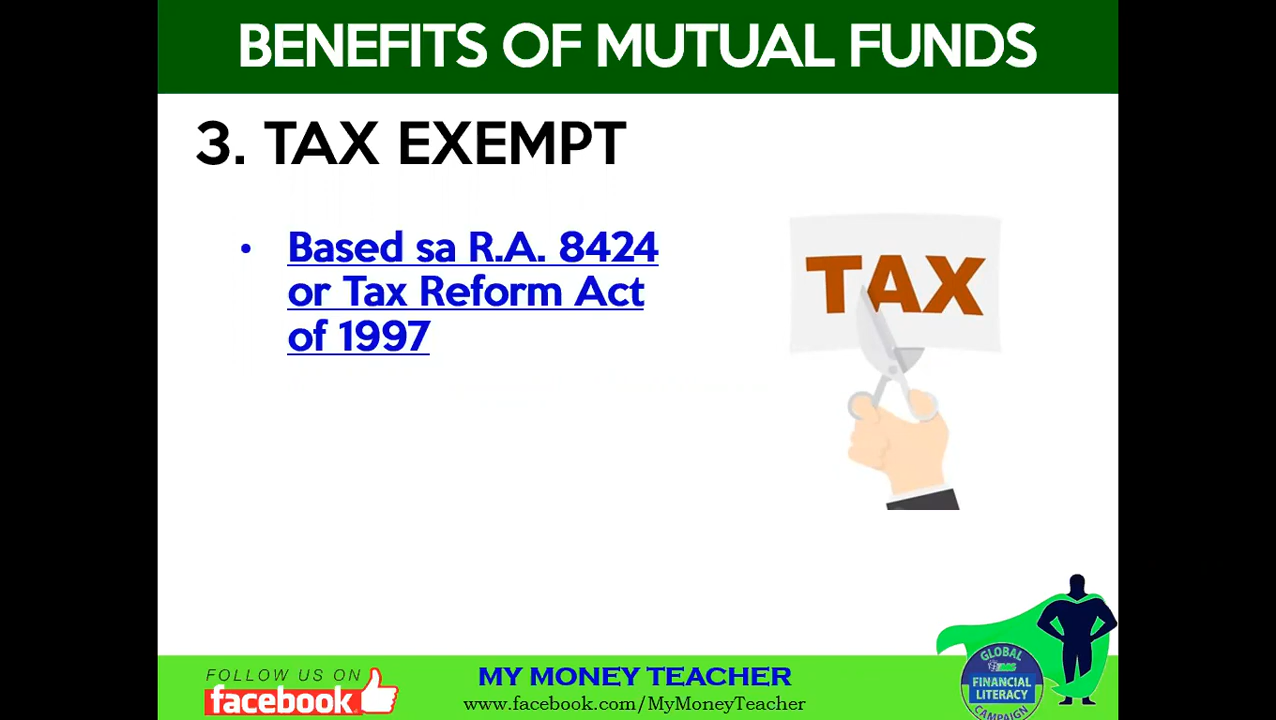 BENEFITS OF MUTUAL FUNDS
3. TAX EXEMPT
• Based sa R.A. 8424
or Tax Reform Act
of 1997
TAX
FOLLOW US ON
facebook
MY MONEY TEACHER
www.facebook.com/MyMoneyTeacher
GLOBAL
FINANCIAL
LITERACY
CAMPAIGN